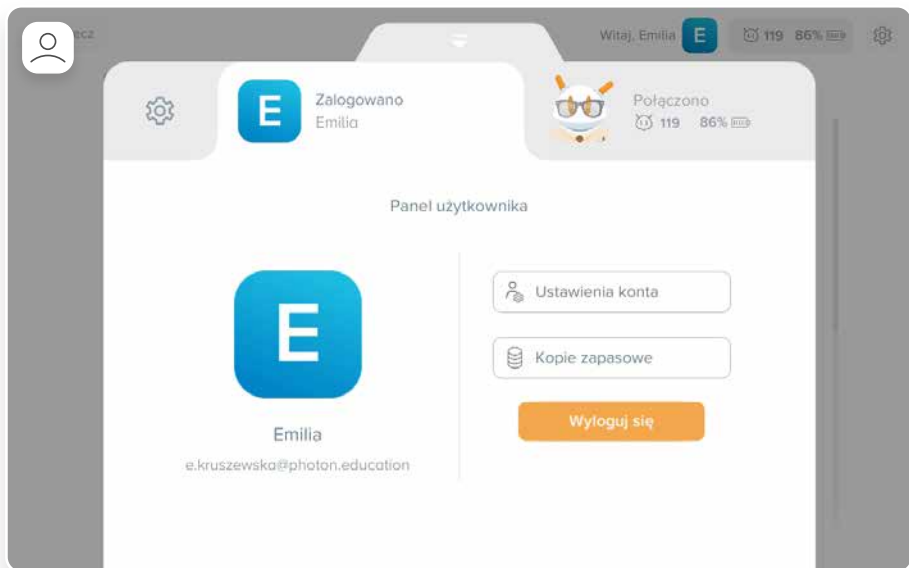 ecz
Witaj, Emilia E 119 86%
E Zalogowano
Emilia
Połączono
119 86%
Panel użytkownika
E
Emilia
e.kruszewska@photon.education
Ustawienia konta
Kopie zapasowe
Wyloguj się